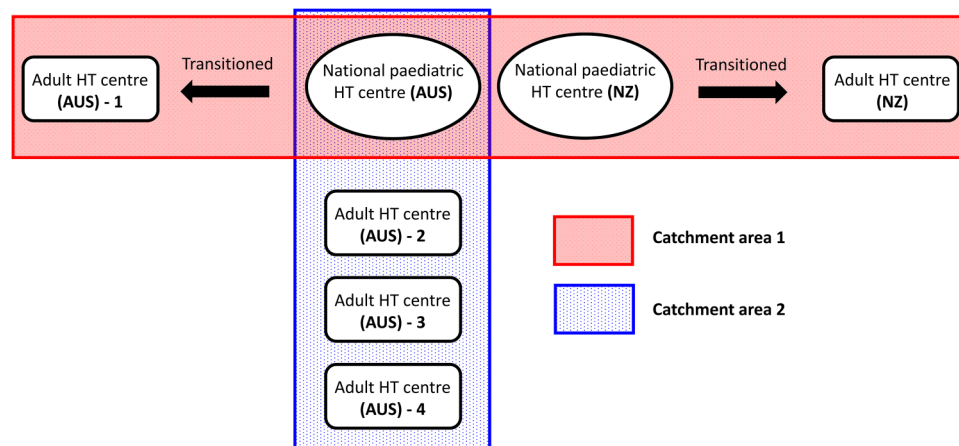 Adult HT centre
(AUS) - 1
Transitioned
National paediatric
HT centre (AUS)
National paediatric
HT centre (NZ)
Transitioned
Adult HT centre
(NZ)
Adult HT centre
(AUS) - 2
Adult HT centre
(AUS) - 3
Adult HT centre
(AUS) - 4
Catchment area 1
Catchment area 2